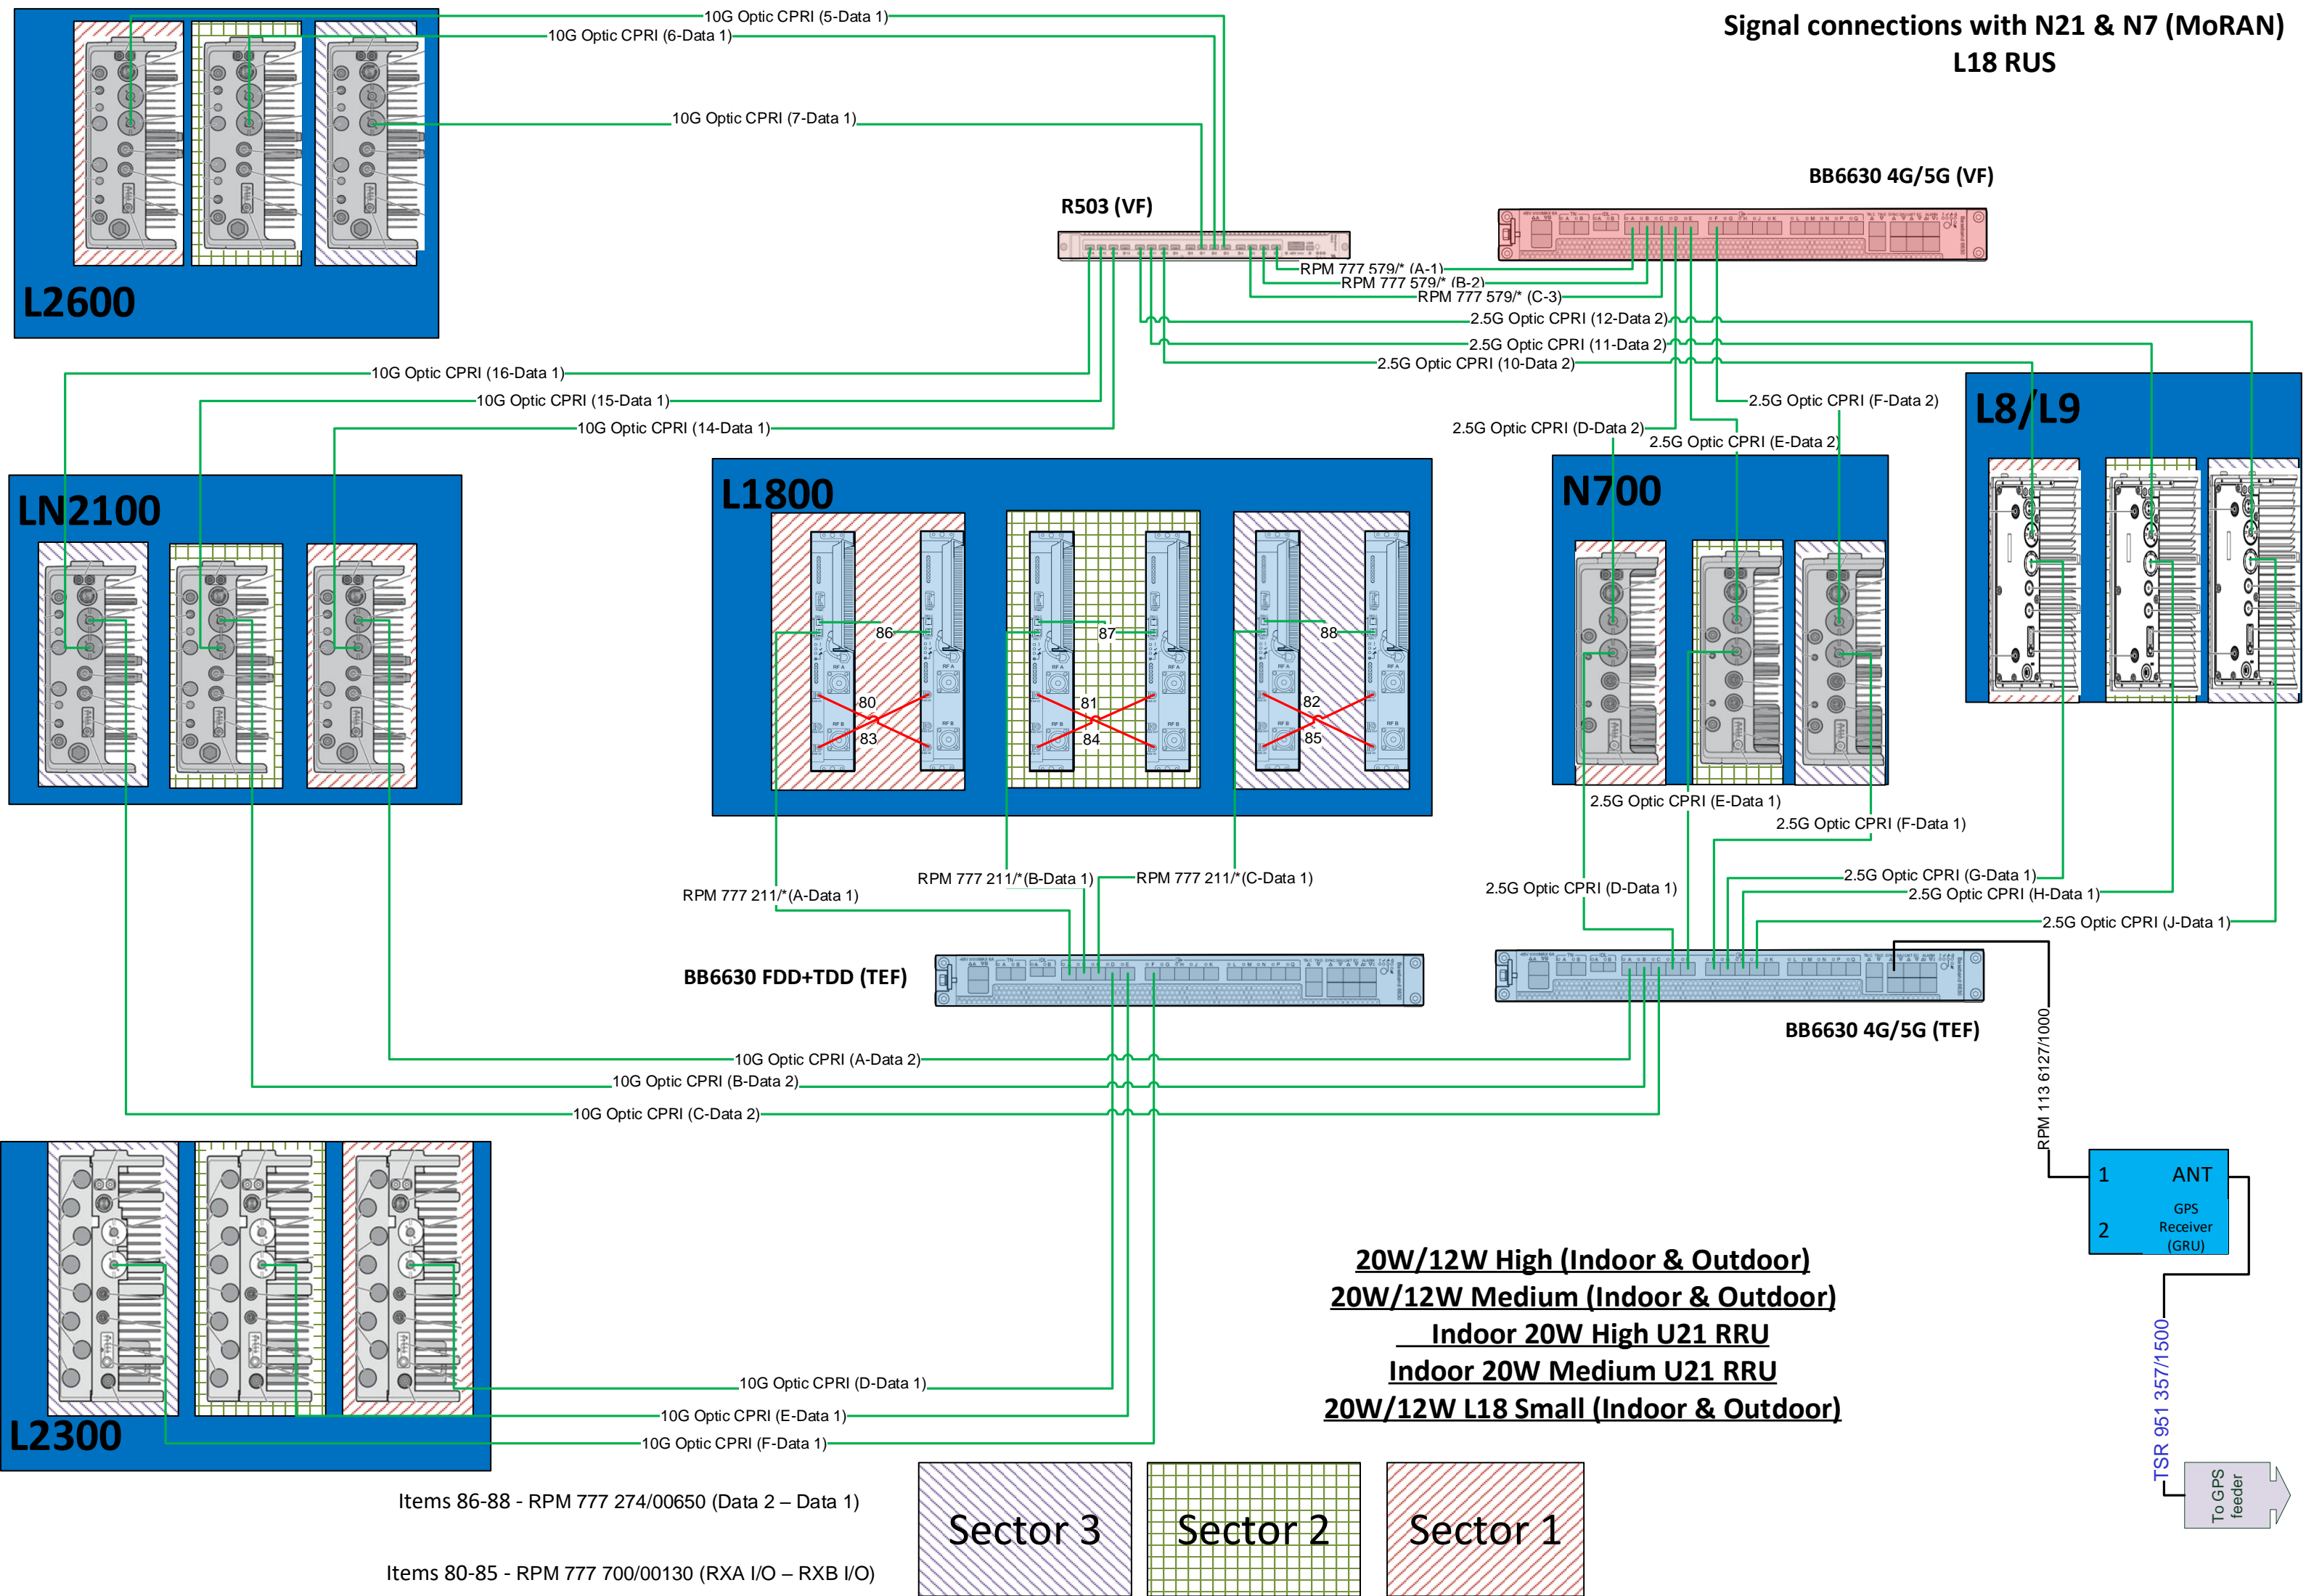 Signal connections with N21 & N7 (MoRAN)
L18 RUS
10G Optic CPRI (5-Data 1)
10G Optic CPRI (6-Data 1)
10G Optic CPRI (7-Data 1)
L2600
R503 (VF)
BB6630 4G/5G (VF)
RPM 777 579/* (A-1)
RPM 777 579/* (B-2)
RPM 777 579/* (C-3)
2.5G Optic CPRI (12-Data 2)
2.5G Optic CPRI (11-Data 2)
2.5G Optic CPRI (10-Data 2)
10G Optic CPRI (16-Data 1)
10G Optic CPRI (15-Data 1)
10G Optic CPRI (14-Data 1)
2.5G Optic CPRI (F-Data 2)
2.5G Optic CPRI (D-Data 2)
2.5G Optic CPRI (E-Data 2)
L8/L9
LN2100
L1800
N700
86
87
88
RF A
RF A
RF A
RF A
RF A
RF A
80
81
82
RF B
RF B
RF B
RF B
RF B
RF B
83
84
85
2.5G Optic CPRI (E-Data 1)
2.5G Optic CPRI (F-Data 1)
RPM 777 211/*(A-Data 1)
RPM 777 211/*(B-Data 1)
RPM 777 211/*(C-Data 1)
2.5G Optic CPRI (D-Data 1)
2.5G Optic CPRI (G-Data 1)
2.5G Optic CPRI (H-Data 1)
2.5G Optic CPRI (J-Data 1)
BB6630 FDD+TDD (TEF)
BB6630 4G/5G (TEF)
10G Optic CPRI (A-Data 2)
10G Optic CPRI (B-Data 2)
10G Optic CPRI (C-Data 2)
RPM 113 6127/1000
1
ANT
2
GPS
Receiver
(GRU)
L2300
10G Optic CPRI (D-Data 1)
10G Optic CPRI (E-Data 1)
10G Optic CPRI (F-Data 1)
20W/12W High (Indoor & Outdoor)
20W/12W Medium (Indoor & Outdoor)
Indoor 20W High U21 RRU
Indoor 20W Medium U21 RRU
20W/12W L18 Small (Indoor & Outdoor)
TSR 951 357/1500
To GPS
feeder
Items 86-88 - RPM 777 274/00650 (Data 2 – Data 1)
Items 80-85 - RPM 777 700/00130 (RXA I/O – RXB I/O)
Sector 3
Sector 2
Sector 1